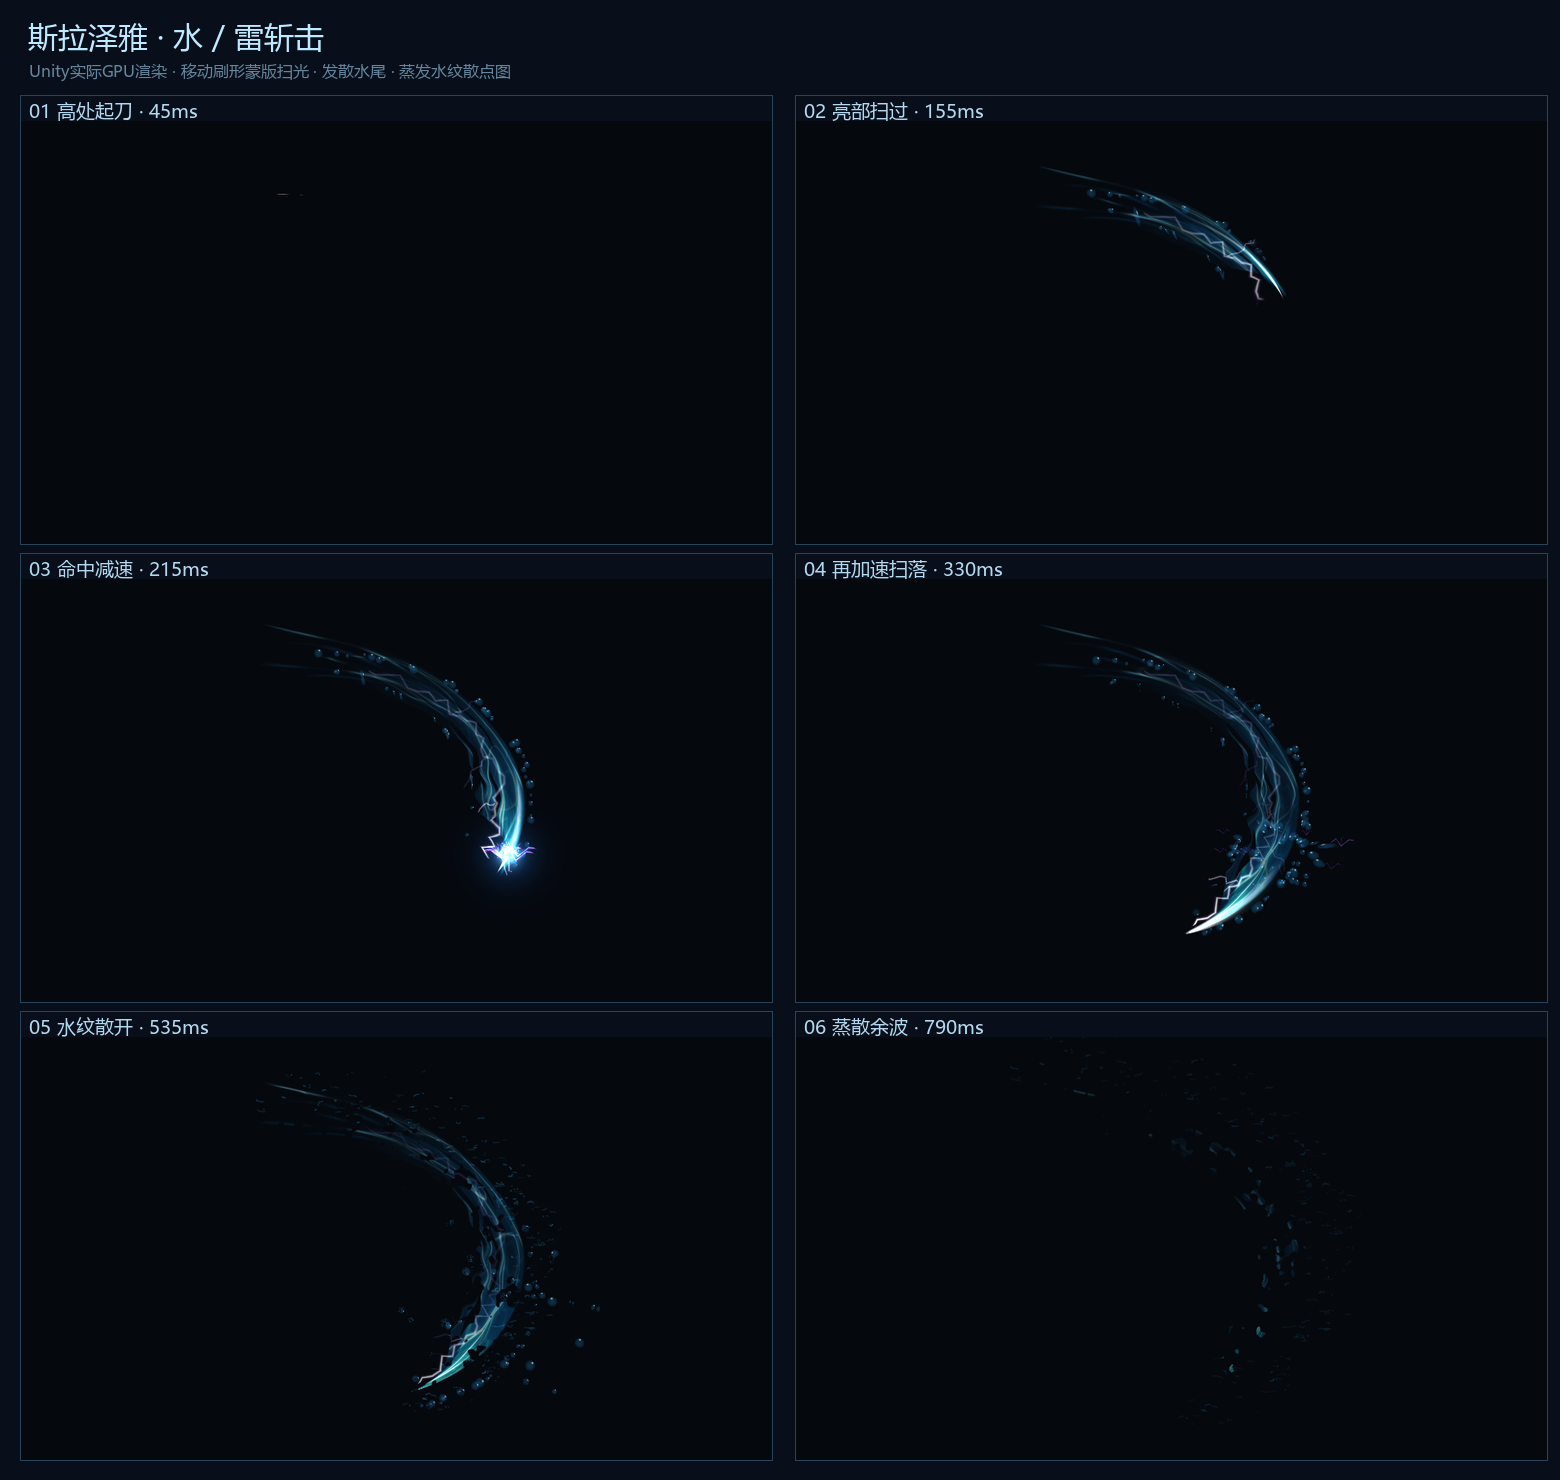 斯拉泽雅 · 水 / 雷斩击
Unity实际GPU渲染 · 移动刷形蒙版扫光 · 发散水尾 · 蒸发水纹散点图
01 高处起刀 · 45ms
02 亮部扫过 · 155ms
03 命中减速 · 215ms
04 再加速扫落 · 330ms
05 水纹散开 · 535ms
06 蒸散余波 · 790ms